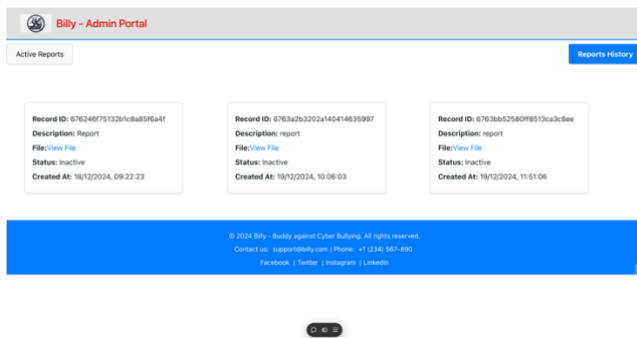 Billy - Admin Portal
Active Reports
Reports History
Record ID: 676246f75132b1c8a85f6a4f
Description: Report
File:View File
Status: Inactive
Created At: 18/12/2024, 09:22:23
Record ID: 6763a2b3202a140414635997
Description: report
File:View File
Status: Inactive
Created At: 19/12/2024, 10:06:03
Record ID: 6763bb52580ff8513ca3c8ee
Description: report
File:View File
Status: Inactive
Created At: 19/12/2024, 11:51:06
© 2024 Billy - Buddy against Cyber Bullying. All rights reserved.
Contact us: support@billy.com | Phone: +1 (234) 567-890
Facebook | Twitter | Instagram | LinkedIn